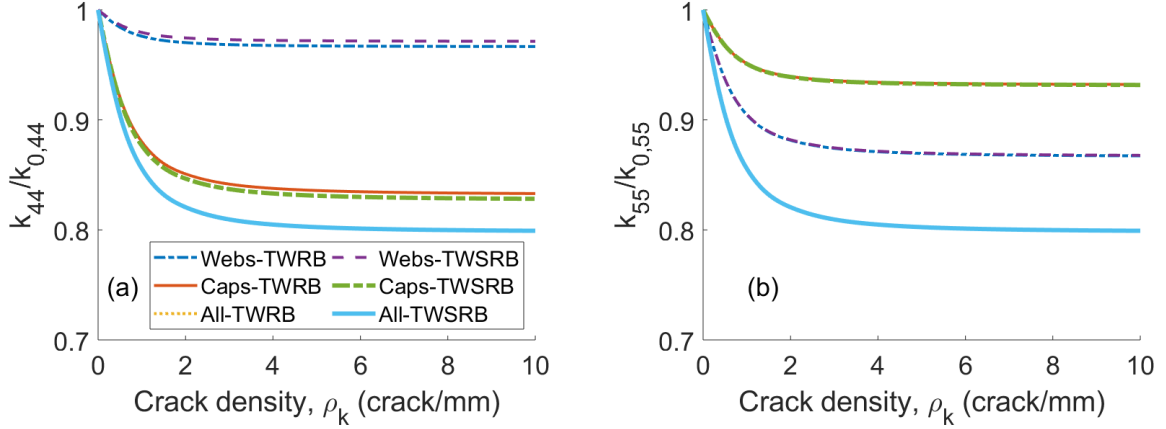 1
0.9
0.8
0.7
k44/k0,44
0 2 4 6 8 10
Crack density, ρk (crack/mm)
(a)
Webs-TWRB Webs-TWSRB
Caps-TWRB Caps-TWSRB
All-TWRB All-TWSRB
1
0.9
0.8
0.7
k55/k0,55
0 2 4 6 8 10
Crack density, ρk (crack/mm)
(b)